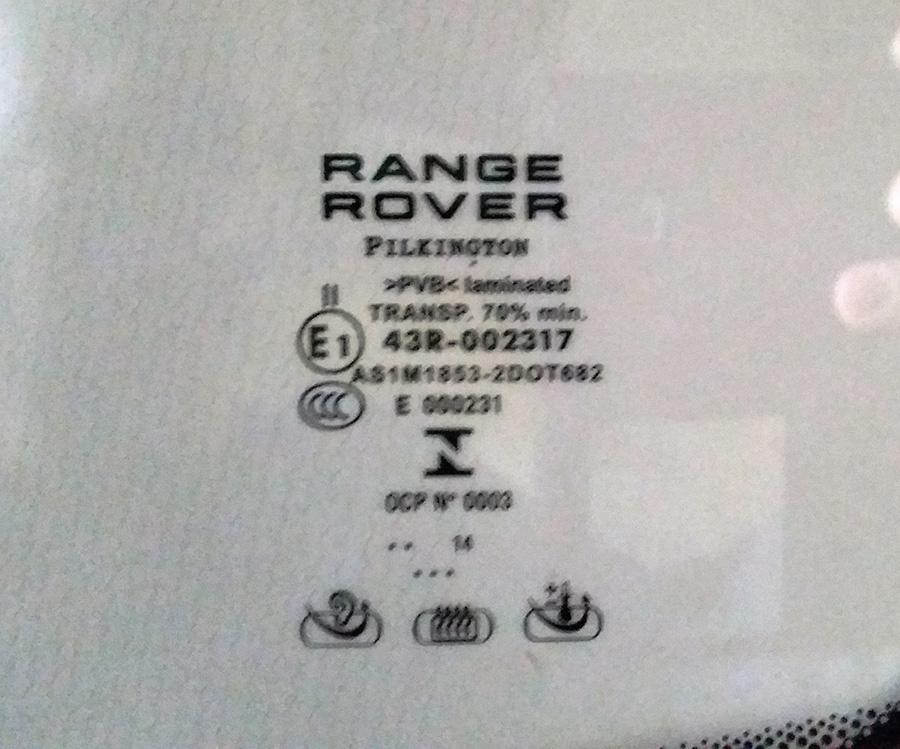 RANGE
ROVER
PILKINGTON
>PVB< laminated
II
TRANSP. 70% min.
E1 43R-002317
AS1M1853-2DOT682
CCC E 000231
OCP Nº 0003
.. 14
...